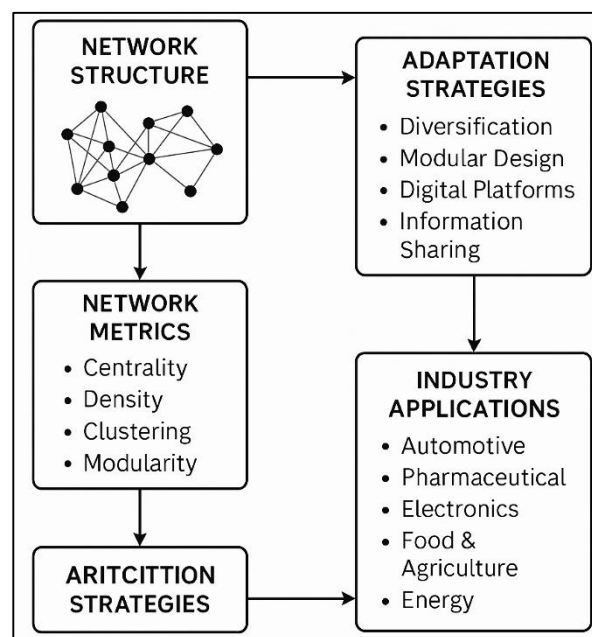 NETWORK
STRUCTURE
ADAPTATION
STRATEGIES
• Diversification
• Modular Design
• Digital Platforms
• Information
Sharing
NETWORK
METRICS
• Centrality
• Density
• Clustering
• Modularity
INDUSTRY
APPLICATIONS
• Automotive
• Pharmaceutical
• Electronics
• Food &
Agriculture
• Energy
ARITCITTION
STRATEGIES